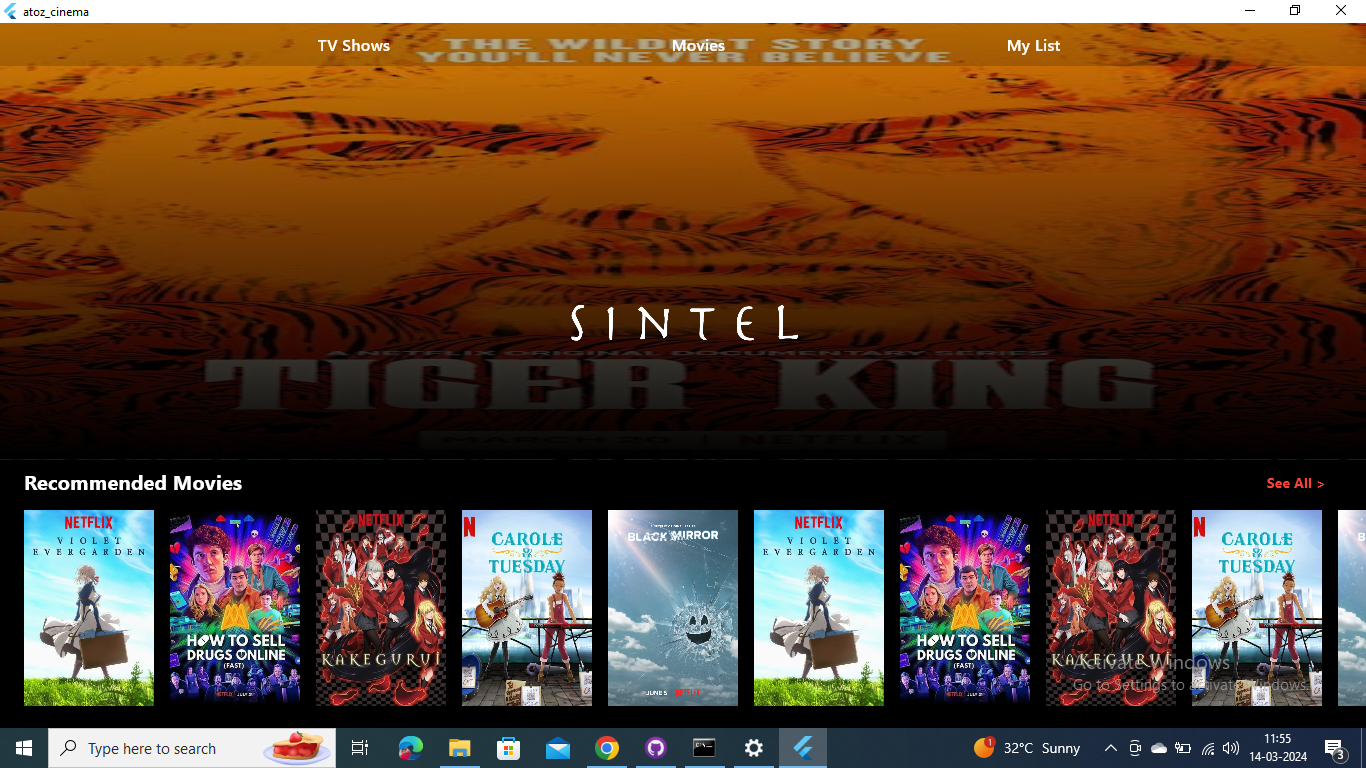 atoz_cinema
TV Shows
Movies
My List
THE WILDEST STORY
YOU'LL NEVER BELIEVE
SINTEL
A NETFLIX ORIGINAL DOCUMENTARY SERIES
TIGER KING
MARCH 20 | NETFLIX
Recommended Movies
See All >
NETFLIX
VIOLET
EVERGARDEN
HOW TO SELL
DRUGS ONLINE
(FAST)
NETFLIX
NETFLIX
KAKEGURUI
N
CAROLE
&
TUESDAY
BLACK MIRROR
JUNE 5
NETFLIX
NETFLIX
VIOLET
EVERGARDEN
HOW TO SELL
DRUGS ONLINE
(FAST)
NETFLIX
NETFLIX
KAKEGURUI
N
CAROLE
&
TUESDAY
Activate Windows
Go to Settings to activate Windows.
Type here to search
1
32°C Sunny
11:55
14-03-2024
3